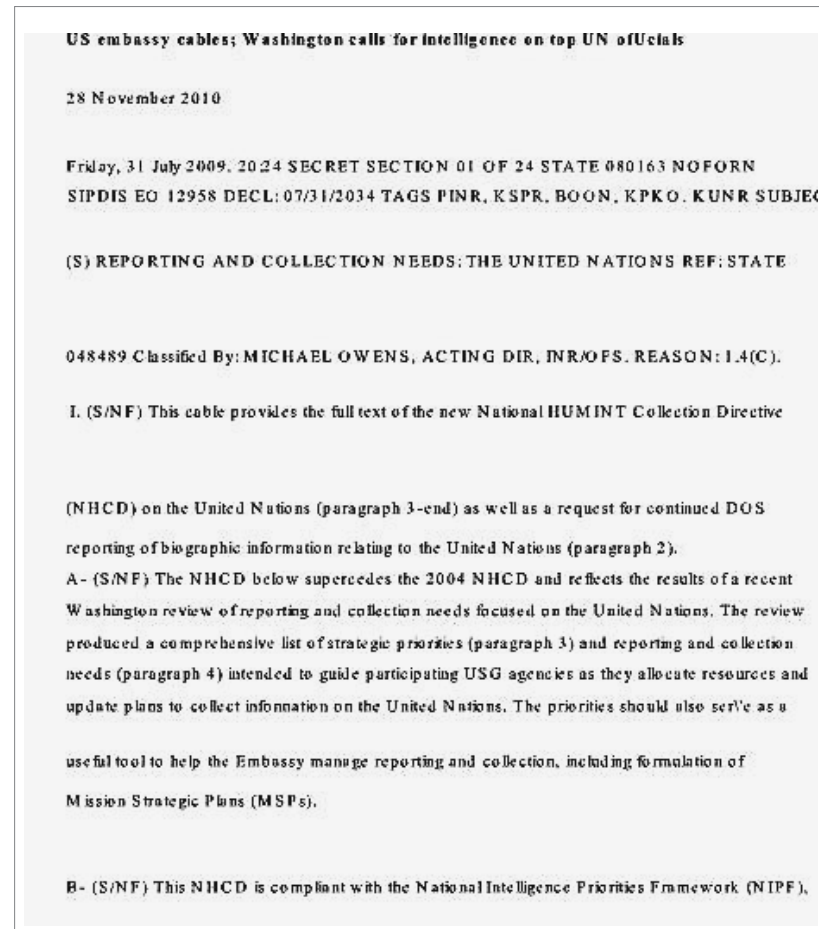 US embassy cables; Washington calls for intelligence on top UN ofUcials
28 November 2010
Friday, 31 July 2009, 20:24 SECRET SECTION 01 OF 24 STATE 080163 NOFORN
SIPDIS EO 12958 DECL: 07/31/2034 TAGS PINR, KSPR, BOON, KPKO. KUNR SUBJEC
(S) REPORTING AND COLLECTION NEEDS: THE UNITED NATIONS REF: STATE
048489 Classified By: MICHAEL OWENS, ACTING DIR, INR/OPS. REASON: 1.4(C).
I. (S/NF) This cable provides the full text of the new National HUMINT Collection Directive
(NHCD) on the United Nations (paragraph 3-end) as well as a request for continued DOS
reporting of biographic information relating to the United Nations (paragraph 2).
A- (S/NF) The NHCD below supercedes the 2004 NHCD and reflects the results of a recent
Washington review of reporting and collection needs focused on the United Nations. The review
produced a comprehensive list of strategic priorities (paragraph 3) and reporting and collection
needs (paragraph 4) intended to guide participating USG agencies as they allocate resources and
update plans to collect infonnation on the United Nations. The priorities should also ser\'e as a
useful tool to help the Embassy manage reporting and collection, including formulation of
Mission Strategic Plans (MSPs).
B- (S/NF) This NHCD is compliant with the National Intelligence Priorities Framework (NIPF),